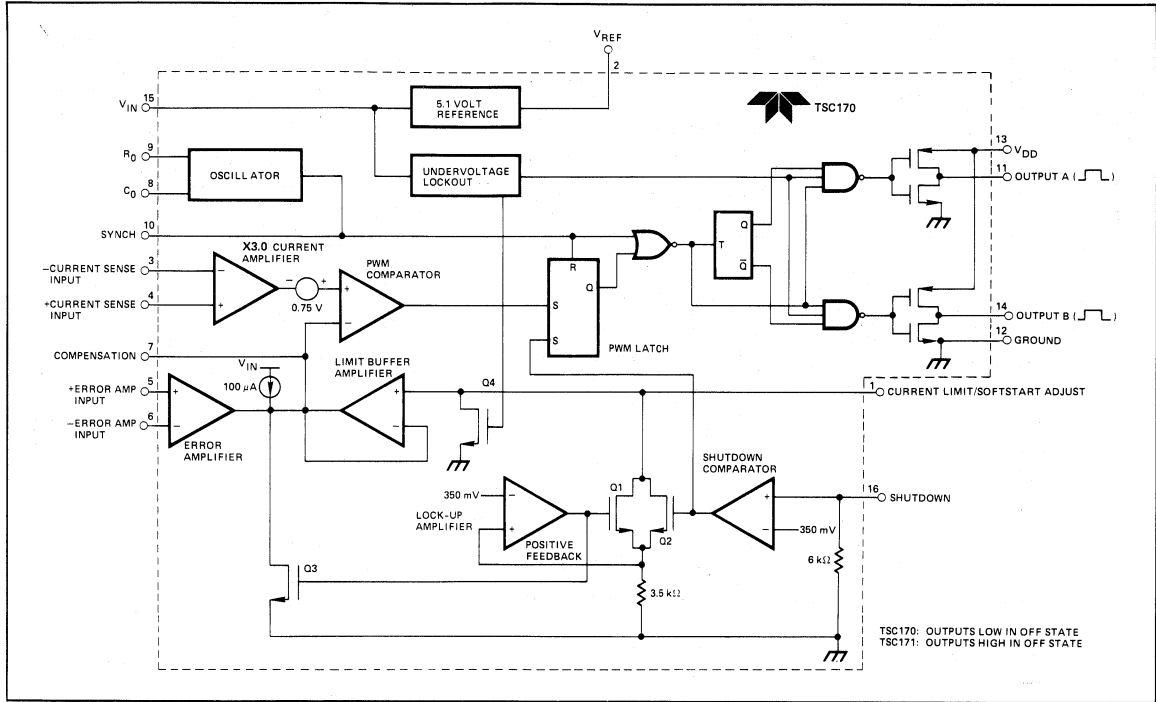 VREF
2
VIN 15
5.1 VOLT
REFERENCE
TSC170
R0 9
OSCILLATOR
C0 8
UNDERVOLTAGE
LOCKOUT
13 VDD
11 OUTPUT A ( )
SYNCH 10
X3.0 CURRENT
AMPLIFIER
−CURRENT SENSE 3
INPUT
+CURRENT SENSE 4
INPUT
−
+
− +
0.75 V
PWM
COMPARATOR
+
−
R
S
Q
S
PWM LATCH
T
Q
Q̅
14 OUTPUT B ( )
12 GROUND
COMPENSATION 7
VIN
100 µA
LIMIT BUFFER
AMPLIFIER
+
−
Q4
+ERROR AMP 5
INPUT
−ERROR AMP 6
INPUT
+
−
ERROR
AMPLIFIER
1 CURRENT LIMIT/SOFTSTART ADJUST
350 mV
LOCK-UP
AMPLIFIER
−
+
POSITIVE
FEEDBACK
Q1
Q2
SHUTDOWN
COMPARATOR
+
−
350 mV
16 SHUTDOWN
Q3
3.5 kΩ
6 kΩ
TSC170: OUTPUTS LOW IN OFF STATE
TSC171: OUTPUTS HIGH IN OFF STATE